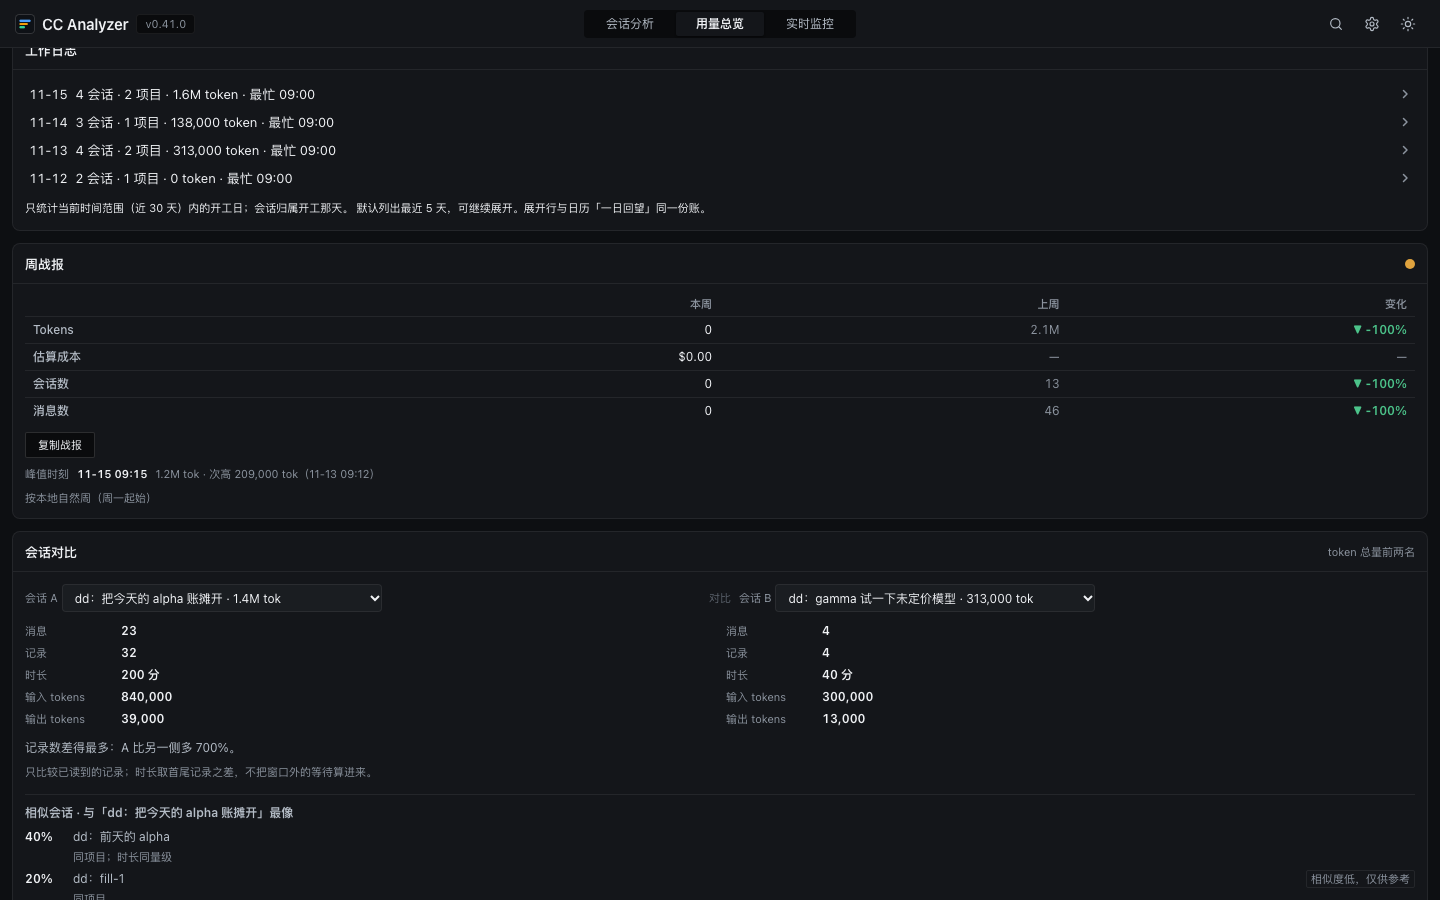 CC Analyzer v0.41.0 会话分析 用量总览 实时监控
工作日志
11-15 4 会话 · 2 项目 · 1.6M token · 最忙 09:00
11-14 3 会话 · 1 项目 · 138,000 token · 最忙 09:00
11-13 4 会话 · 2 项目 · 313,000 token · 最忙 09:00
11-12 2 会话 · 1 项目 · 0 token · 最忙 09:00
只统计当前时间范围（近 30 天）内的开工日；会话归属开工那天。 默认列出最近 5 天，可继续展开。展开行与日历「一日回望」同一份账。
周战报
本周 上周 变化
Tokens 0 2.1M ▼ -100%
估算成本 $0.00 — —
会话数 0 13 ▼ -100%
消息数 0 46 ▼ -100%
复制战报
峰值时刻 11-15 09:15 1.2M tok · 次高 209,000 tok（11-13 09:12）
按本地自然周（周一起始）
会话对比 token 总量前两名
会话 A dd：把今天的 alpha 账摊开 · 1.4M tok 对比 会话 B dd：gamma 试一下未定价模型 · 313,000 tok
消息 23 消息 4
记录 32 记录 4
时长 200 分 时长 40 分
输入 tokens 840,000 输入 tokens 300,000
输出 tokens 39,000 输出 tokens 13,000
记录数差得最多：A 比另一侧多 700%。
只比较已读到的记录；时长取首尾记录之差，不把窗口外的等待算进来。
相似会话 · 与「dd：把今天的 alpha 账摊开」最像
40% dd：前天的 alpha
同项目；时长同量级
20% dd：fill-1 相似度低，仅供参考
同项目